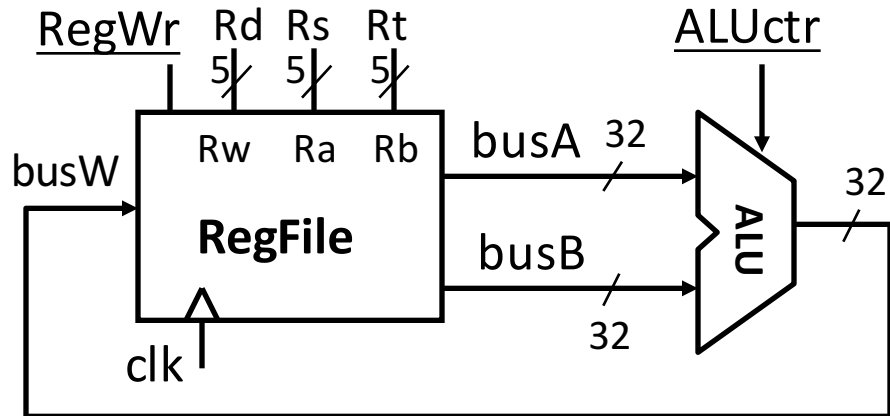 RegWr Rd Rs Rt ALUctr
5 5 5
Rw Ra Rb
busW
busA 32
32
RegFile
ALU
busB
32
clk